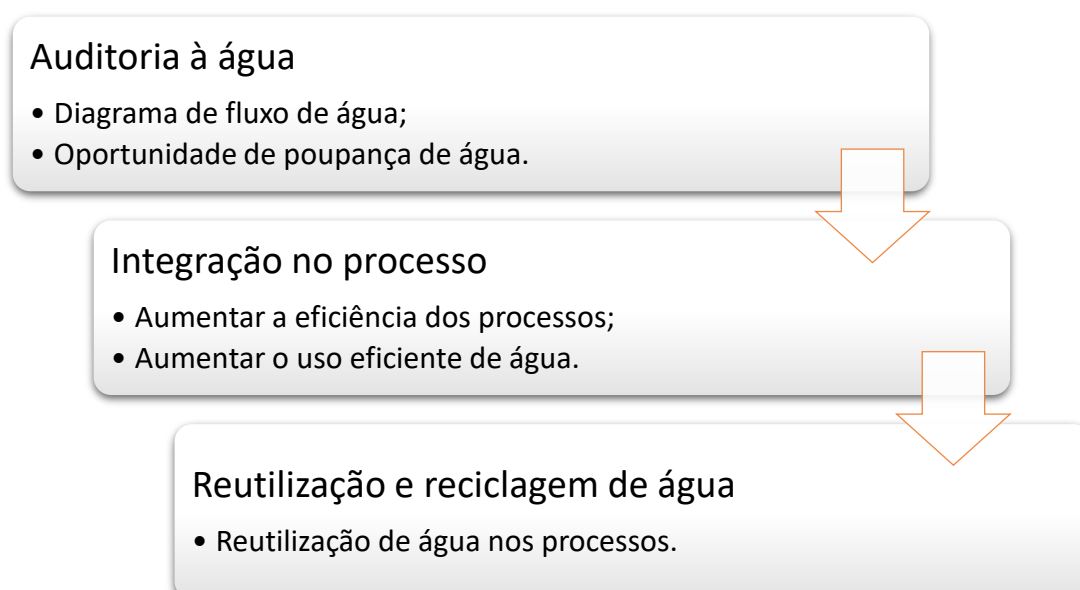 Auditoria à água
• Diagrama de fluxo de água;
• Oportunidade de poupança de água.
Integração no processo
• Aumentar a eficiência dos processos;
• Aumentar o uso eficiente de água.
Reutilização e reciclagem de água
• Reutilização de água nos processos.